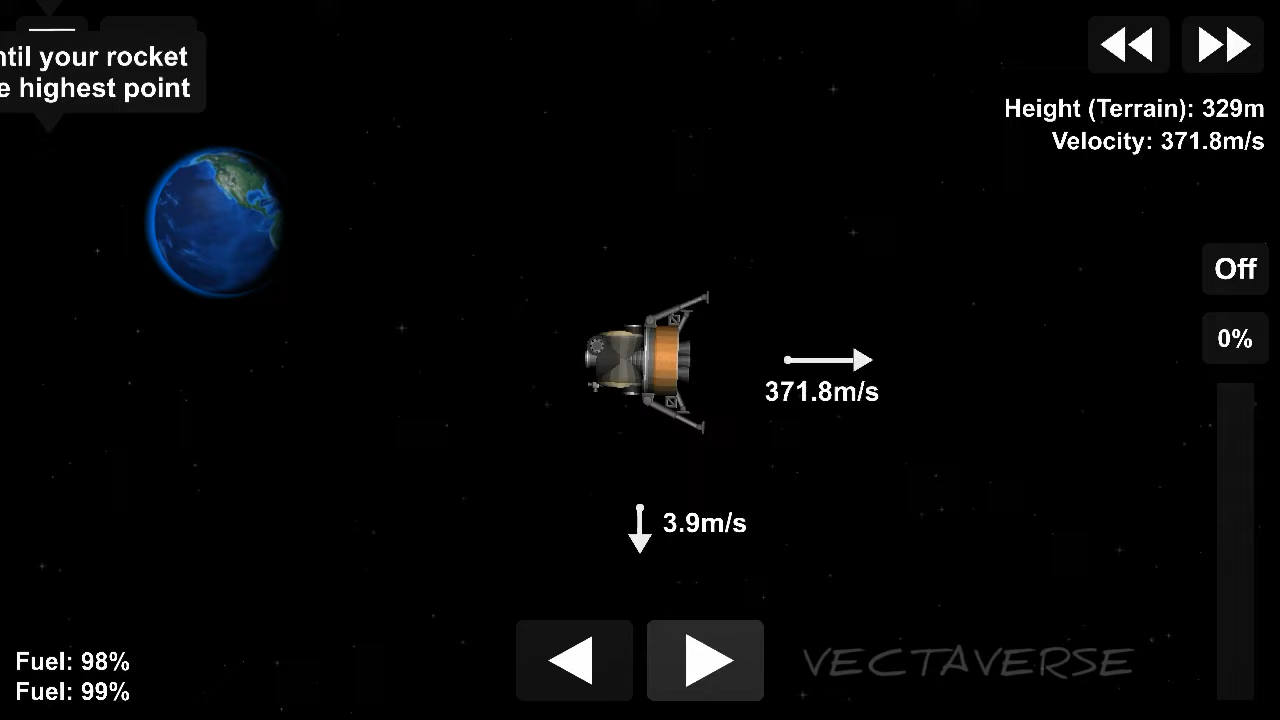 ntil your rocket
e highest point
Height (Terrain): 329m
Velocity: 371.8m/s
Off
0%
371.8m/s
3.9m/s
Fuel: 98%
Fuel: 99%
VECTAVERSE